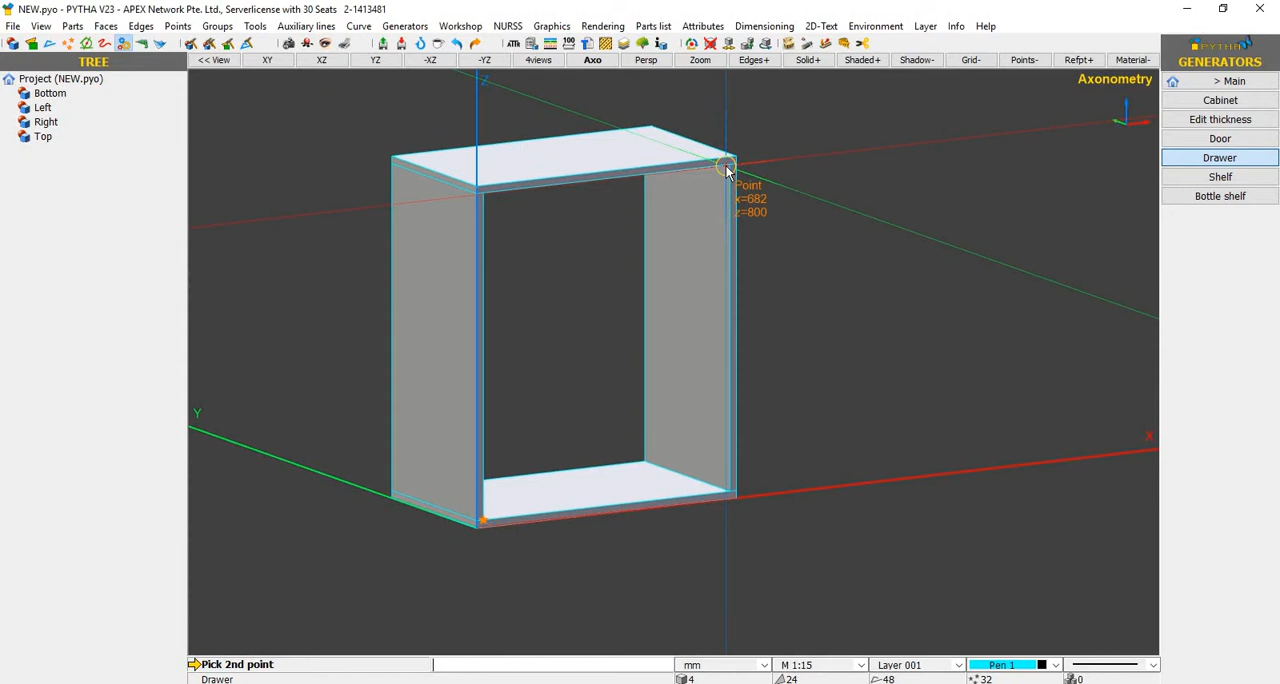 NEW.pyo - PYTHA V23 - APEX Network Pte. Ltd., Serverlicense with 30 Seats 2-1413481
File View Parts Faces Edges Points Groups Tools Auxiliary lines Curve Generators Workshop NURSS Graphics Rendering Parts list Attributes Dimensioning 2D-Text Environment Layer Info Help
TREE << View XY XZ YZ -XZ -YZ 4views Axo Persp Zoom Edges+ Solid+ Shaded+ Shadow- Grid- Points- Refpt+ Material- PYTHA GENERATORS
Project (NEW.pyo)
Bottom
Left
Right
Top
Axonometry
> Main
Cabinet
Edit thickness
Door
Drawer
Shelf
Bottle shelf
Z
Point
x=682
z=800
Y
X
Pick 2nd point mm M 1:15 Layer 001 Pen 1
Drawer 4 24 48 32 0